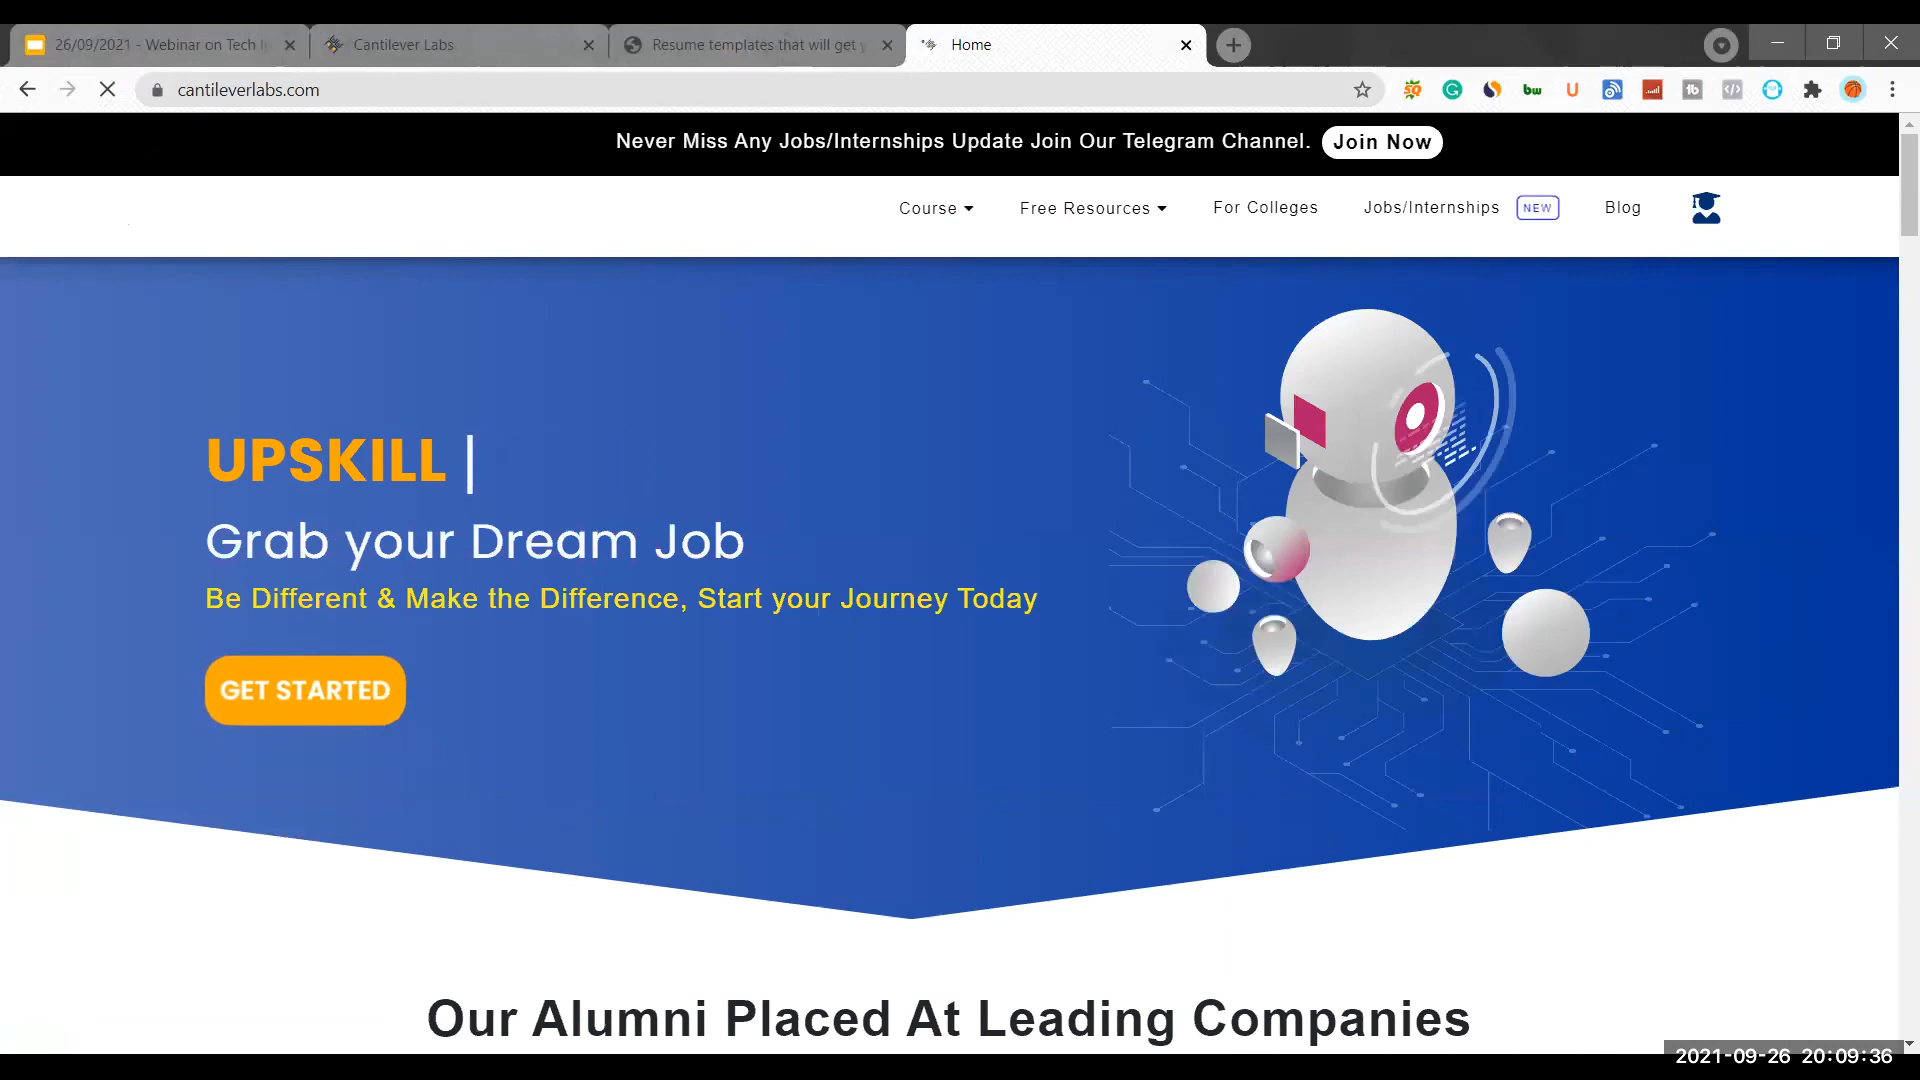 26/09/2021 - Webinar on Tech
Cantilever Labs
Resume templates that will get
Home
cantileverlabs.com
Never Miss Any Jobs/Internships Update Join Our Telegram Channel. Join Now
Course Free Resources For Colleges Jobs/Internships NEW Blog
UPSKILL |
Grab your Dream Job
Be Different & Make the Difference, Start your Journey Today
GET STARTED
Our Alumni Placed At Leading Companies
2021-09-26 20:09:36